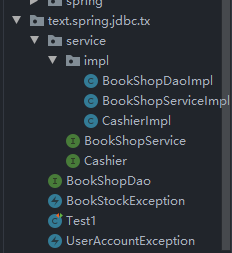 spring
text.spring.jdbc.tx
service
impl
BookShopDaoImpl
BookShopServiceImpl
CashierImpl
BookShopService
Cashier
BookShopDao
BookStockException
Test1
UserAccountException